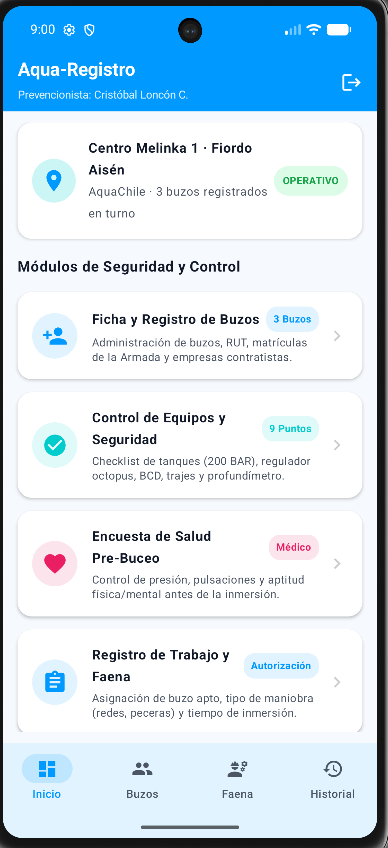 9:00
Aqua-Registro
Prevencionista: Cristóbal Loncón C.
Centro Melinka 1 · Fiordo
Aisén
AquaChile · 3 buzos registrados
en turno
OPERATIVO
Módulos de Seguridad y Control
Ficha y Registro de Buzos
3 Buzos
Administración de buzos, RUT, matrículas
de la Armada y empresas contratistas.
Control de Equipos y
Seguridad
9 Puntos
Checklist de tanques (200 BAR), regulador
octopus, BCD, trajes y profundímetro.
Encuesta de Salud
Pre-Buceo
Médico
Control de presión, pulsaciones y aptitud
física/mental antes de la inmersión.
Registro de Trabajo y
Faena
Autorización
Asignación de buzo apto, tipo de maniobra
(redes, peceras) y tiempo de inmersión.
Inicio
Buzos
Faena
Historial